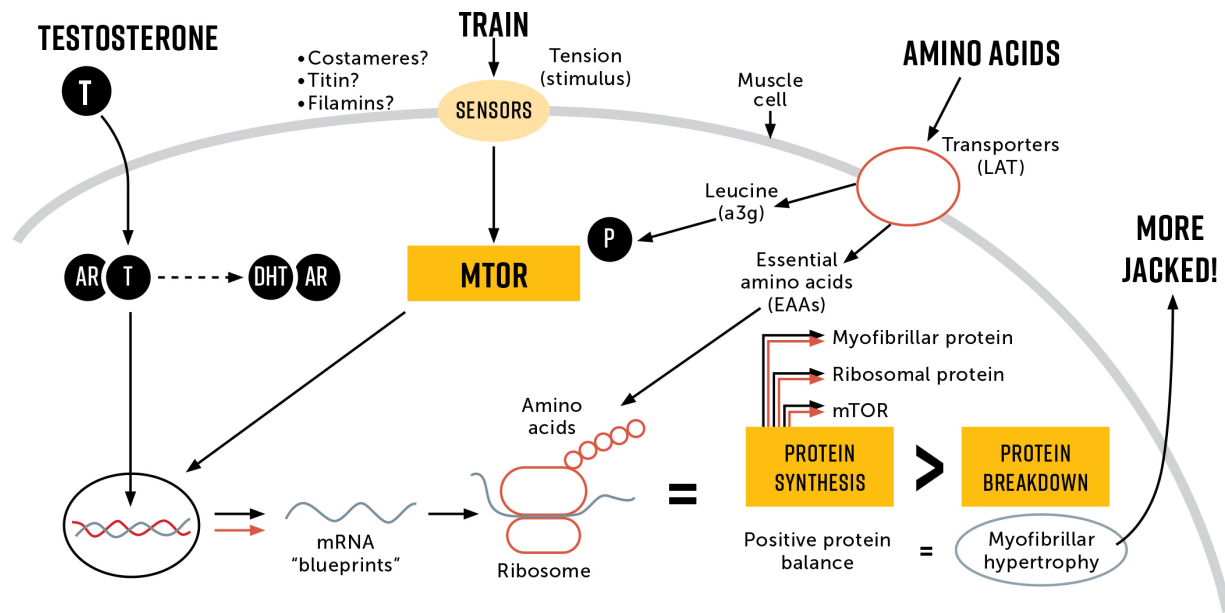 TESTOSTERONE
T
TRAIN
•Costameres?
•Titin?
•Filamins?
Tension
(stimulus)
SENSORS
Muscle
cell
AMINO ACIDS
Transporters
(LAT)
Leucine
(a3g)
P
AR T
DHT AR
MTOR
Essential
amino acids
(EAAs)
MORE
JACKED!
Myofibrillar protein
Ribosomal protein
mTOR
Amino
acids
mRNA
“blueprints”
Ribosome
=
PROTEIN
SYNTHESIS
>
PROTEIN
BREAKDOWN
Positive protein
balance
=
Myofibrillar
hypertrophy